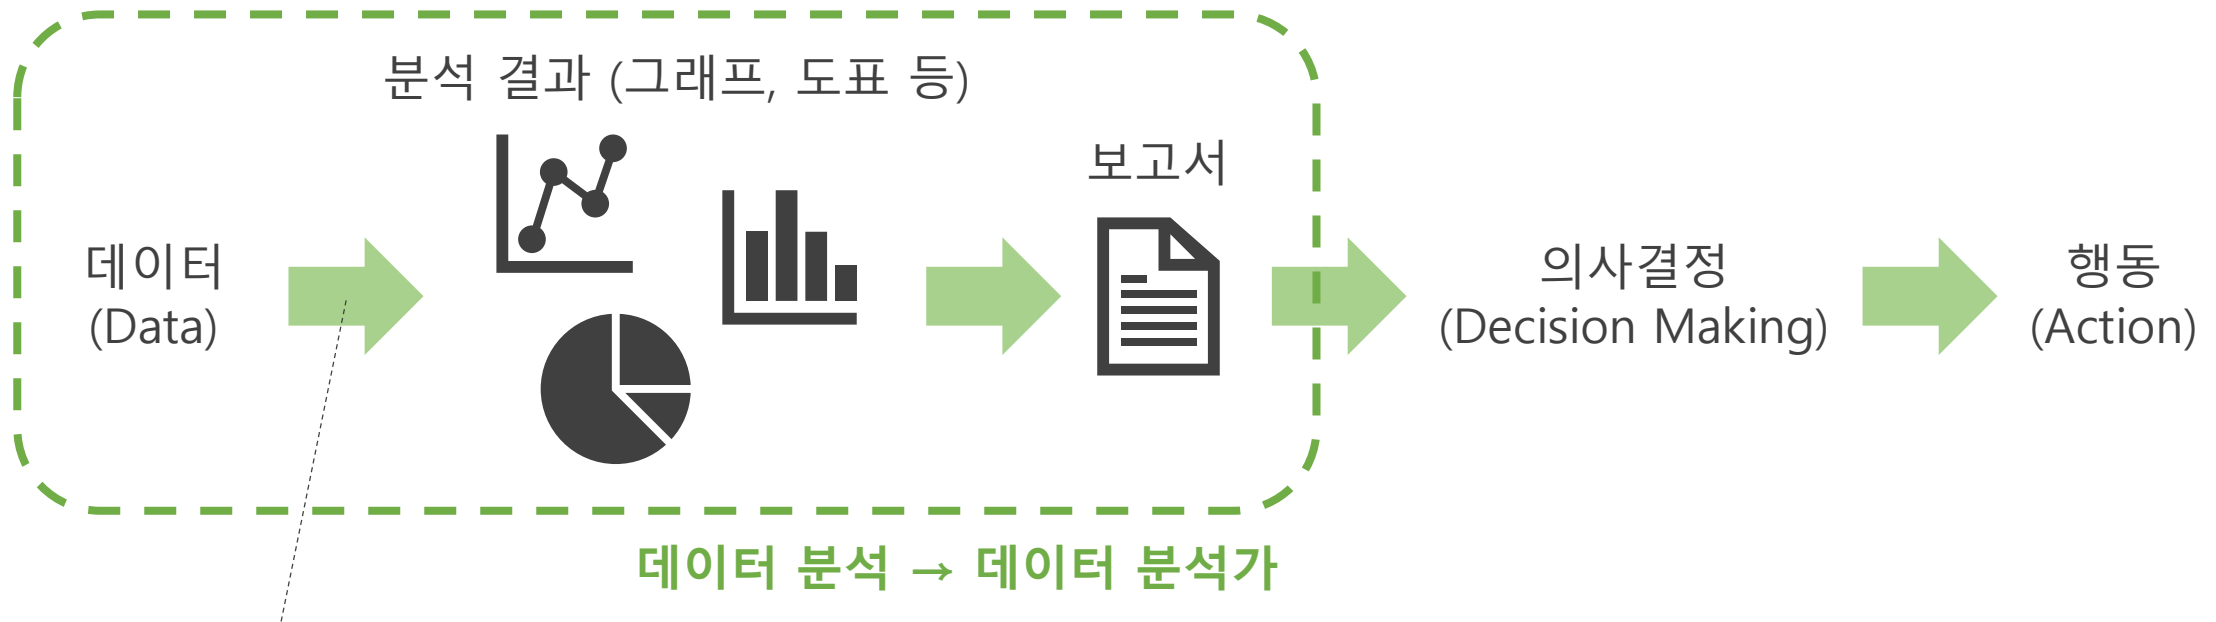 분석 결과 (그래프, 도표 등)
보고서
데이터
(Data)
의사결정
(Decision Making)
행동
(Action)
데이터 분석 → 데이터 분석가